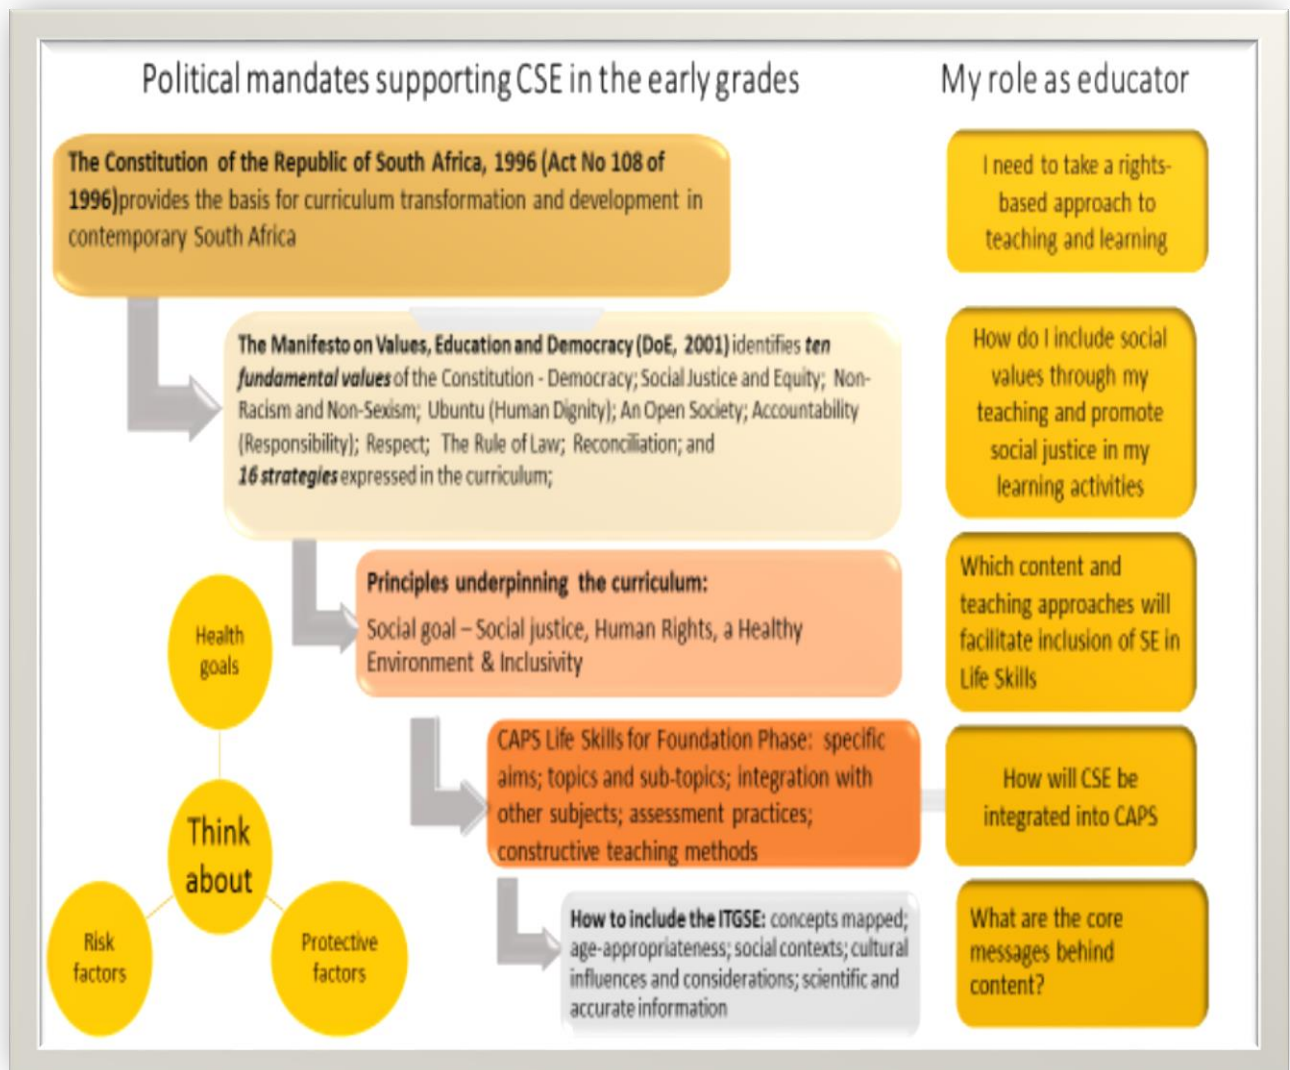 Political mandates supporting CSE in the early grades
My role as educator
The Constitution of the Republic of South Africa, 1996 (Act No 108 of
1996)provides the basis for curriculum transformation and development in
contemporary South Africa
I need to take a rights-
based approach to
teaching and learning
The Manifesto on Values, Education and Democracy (DoE, 2001) identifies ten
fundamental values of the Constitution - Democracy; Social Justice and Equity; Non-
Racism and Non-Sexism; Ubuntu (Human Dignity); An Open Society; Accountability
(Responsibility); Respect; The Rule of Law; Reconciliation; and
16 strategies expressed in the curriculum;
How do I include social
values through my
teaching and promote
social justice in my
learning activities
Principles underpinning the curriculum:
Social goal – Social justice, Human Rights, a Healthy
Environment & Inclusivity
Which content and
teaching approaches will
facilitate inclusion of SE in
Life Skills
CAPS Life Skills for Foundation Phase: specific
aims; topics and sub-topics; integration with
other subjects; assessment practices;
constructive teaching methods
How will CSE be
integrated into CAPS
How to include the ITGSE: concepts mapped;
age-appropriateness; social contexts; cultural
influences and considerations; scientific and
accurate information
What are the core
messages behind
content?
Health
goals
Think
about
Risk
factors
Protective
factors